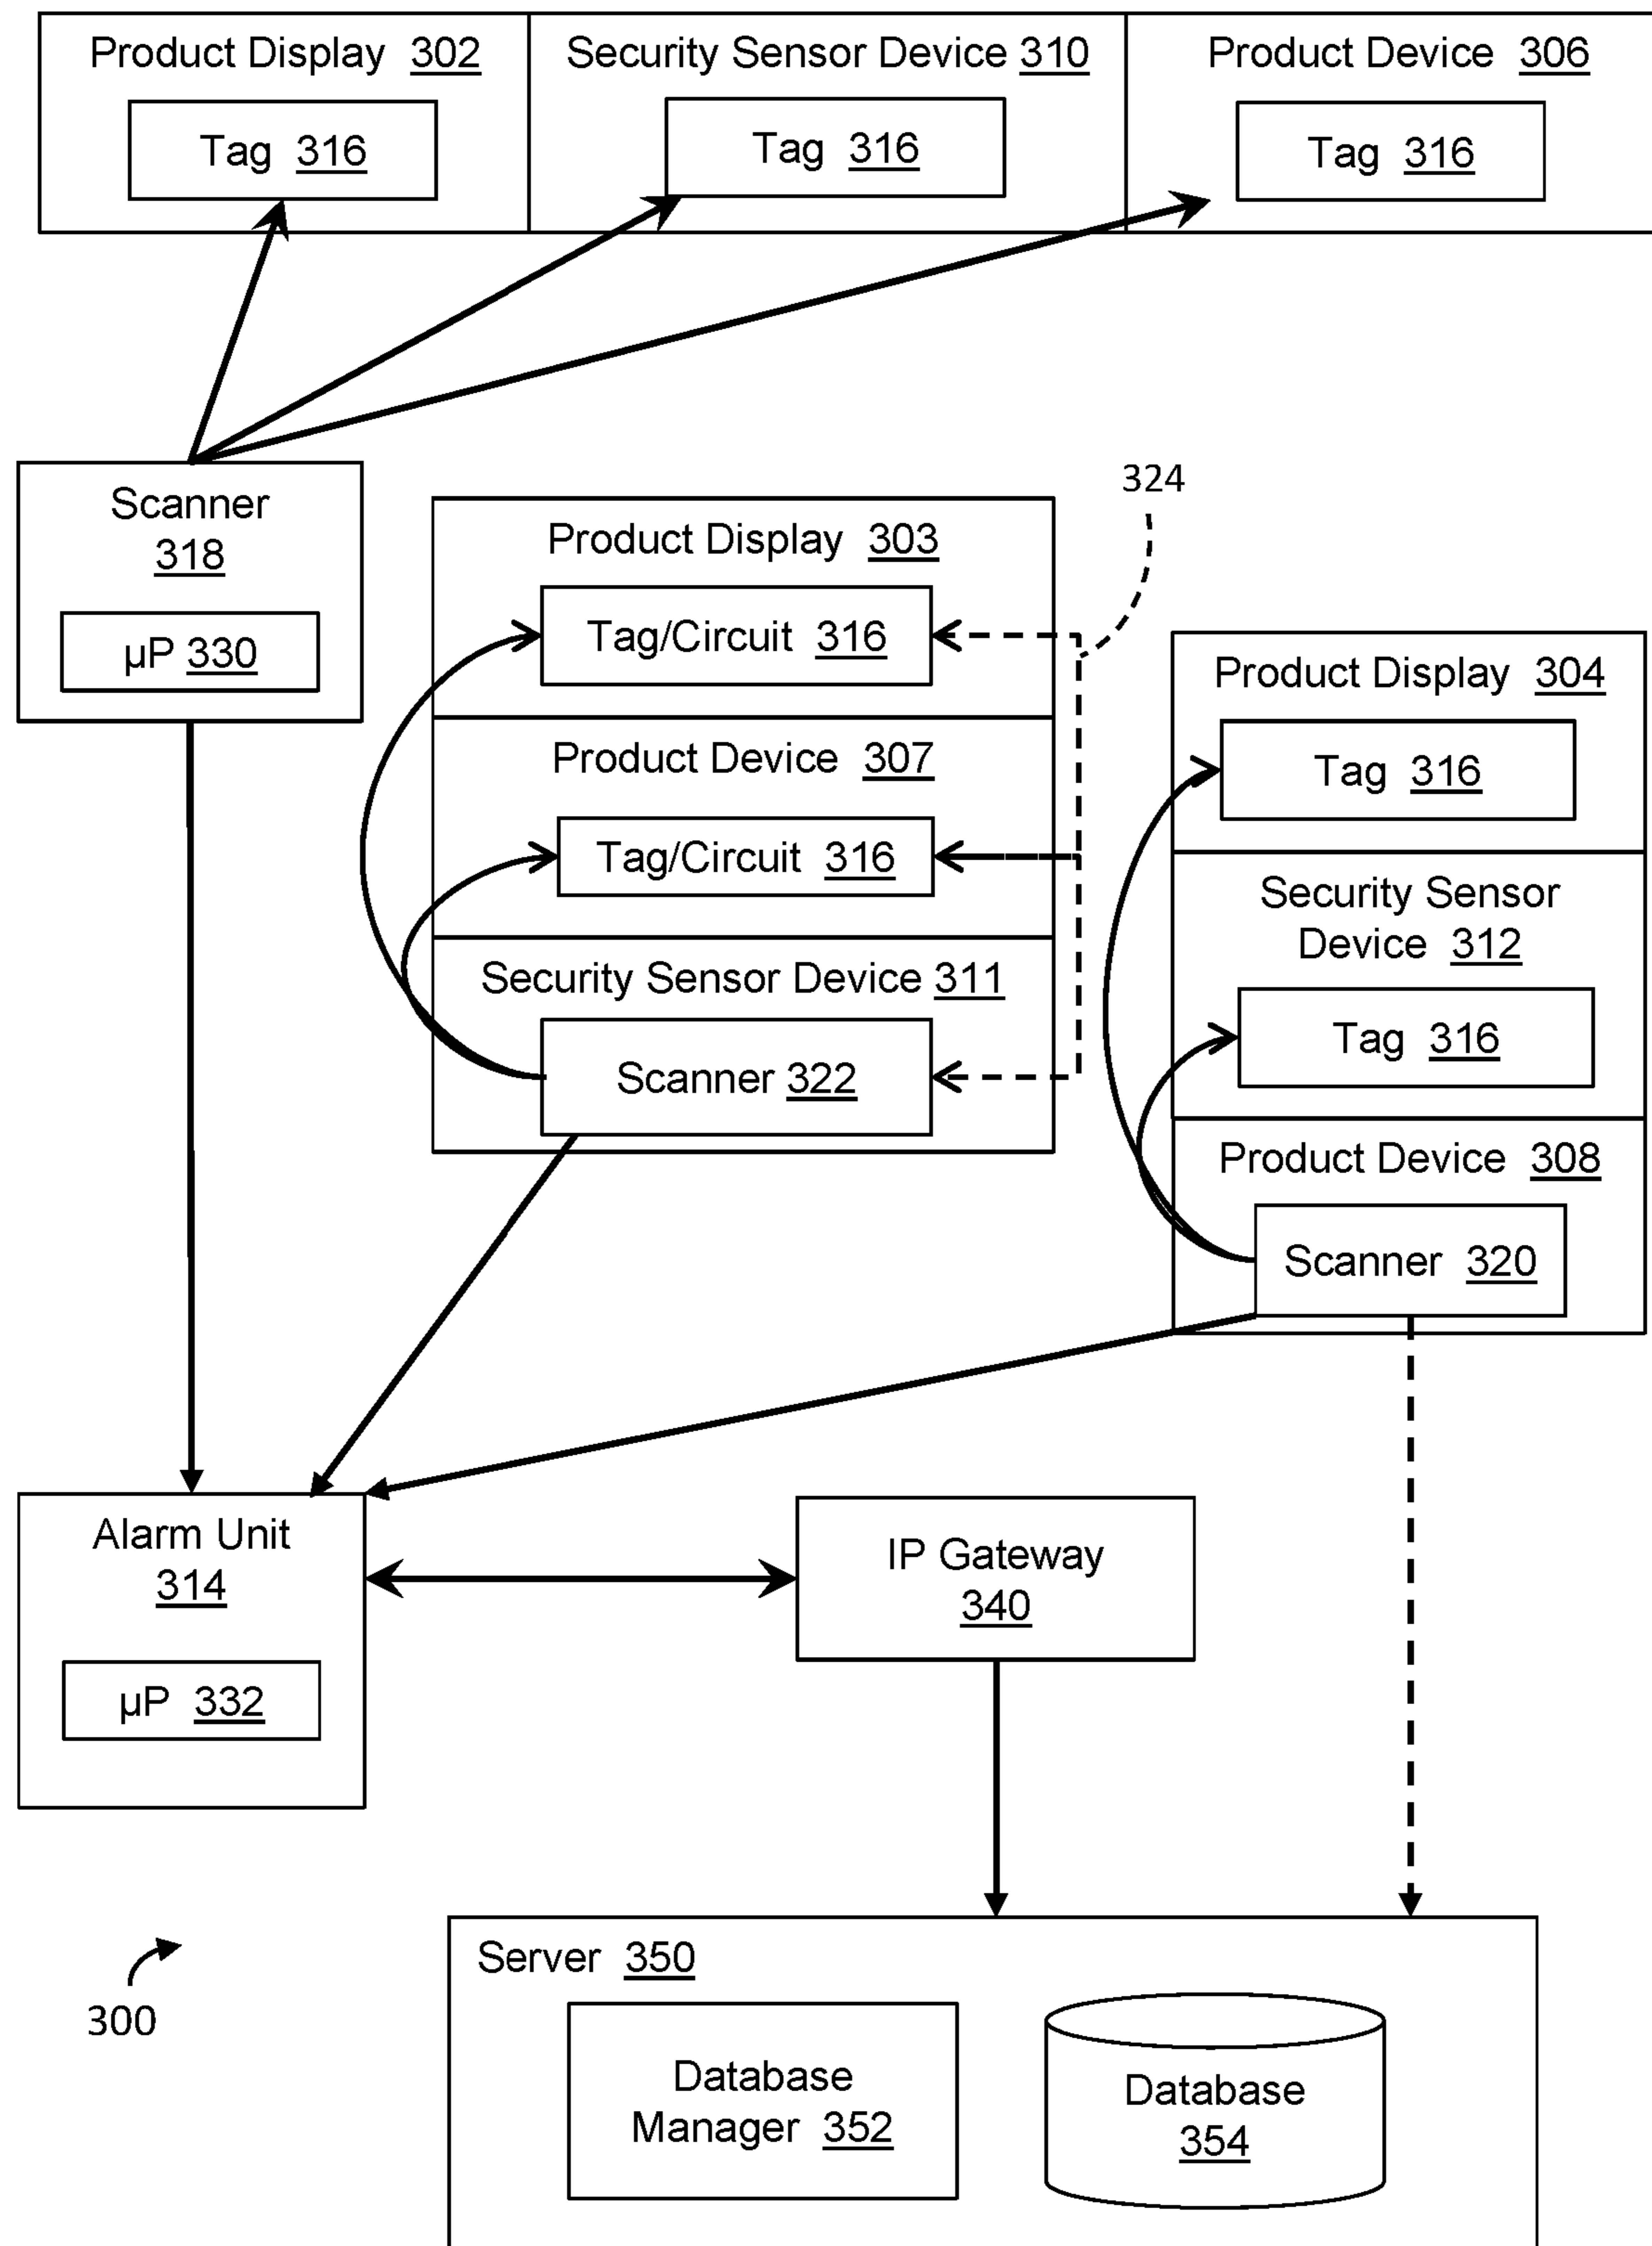 Product Display 302
Security Sensor Device 310
Product Device 306
Tag 316
Tag 316
Tag 316
Scanner
318
µP 330
324
Product Display 303
Tag/Circuit 316
Product Device 307
Tag/Circuit 316
Security Sensor Device 311
Scanner 322
Product Display 304
Tag 316
Security Sensor
Device 312
Tag 316
Product Device 308
Scanner 320
Alarm Unit
314
µP 332
IP Gateway
340
300
Server 350
Database
Manager 352
Database
354